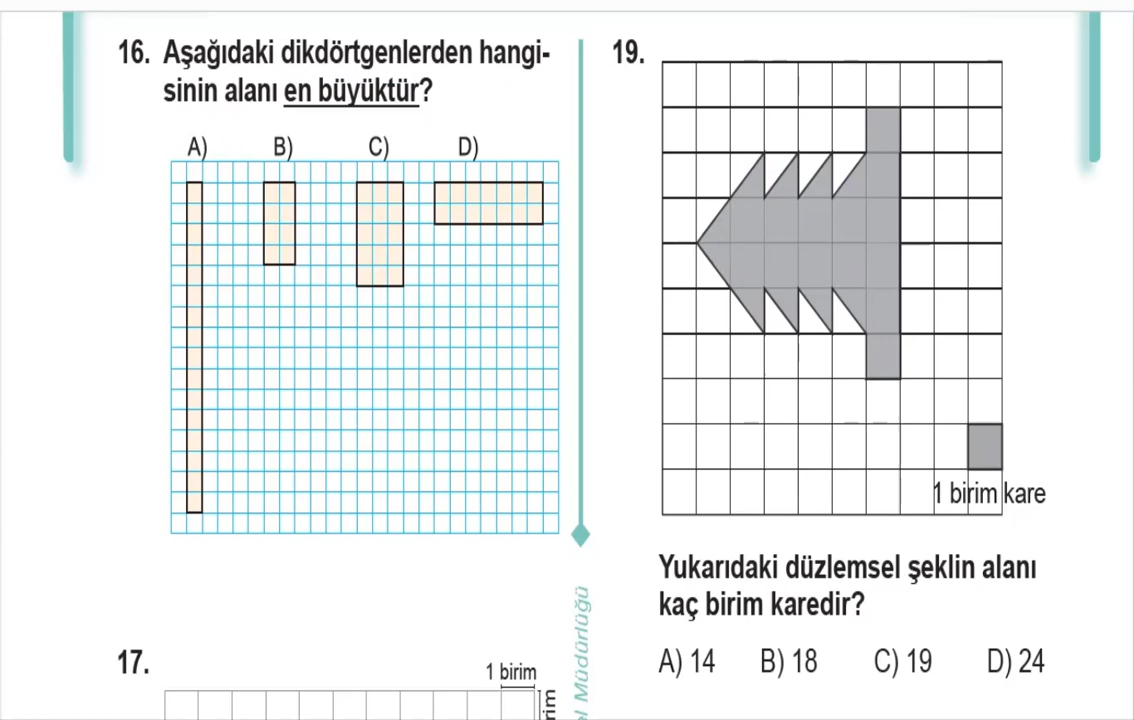 16. Aşağıdaki dikdörtgenlerden hangi-
sinin alanı en büyüktür?
A) B) C) D)
17.
1 birim
el Müdürlüğü
19.
1 birim kare
Yukarıdaki düzlemsel şeklin alanı
kaç birim karedir?
A) 14 B) 18 C) 19 D) 24